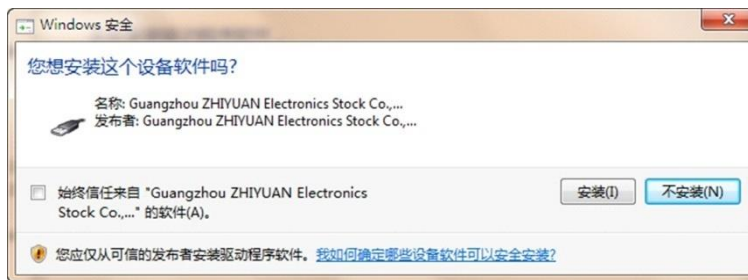 Windows 安全
您想安装这个设备软件吗?
名称: Guangzhou ZHIYUAN Electronics Stock Co.,...
发布者: Guangzhou ZHIYUAN Electronics Stock Co.,...
始终信任来自 "Guangzhou ZHIYUAN Electronics
Stock Co.,..." 的软件(A)。
安装(I)
不安装(N)
您应仅从可信的发布者安装驱动程序软件。我如何确定哪些设备软件可以安全安装?